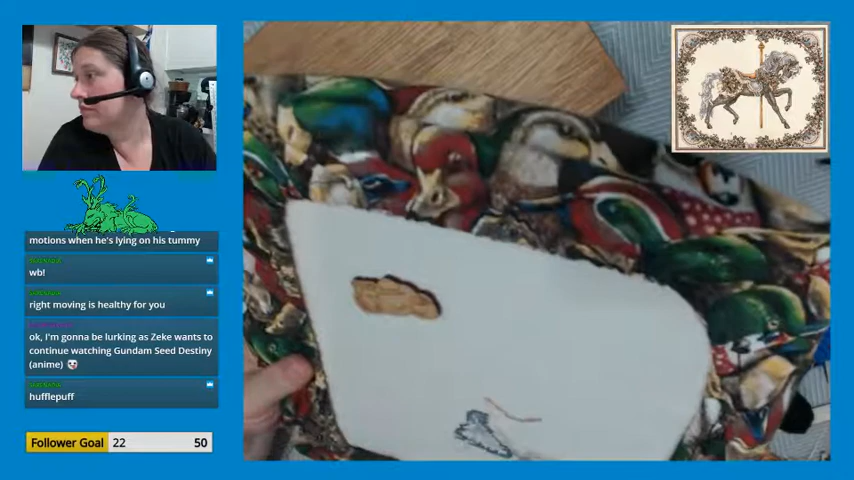 motions when he's lying on his tummy
wb!
right moving is healthy for you
ok, I'm gonna be lurking as Zeke wants to
continue watching Gundam Seed Destiny
(anime)
hufflepuff
Follower Goal 22 50